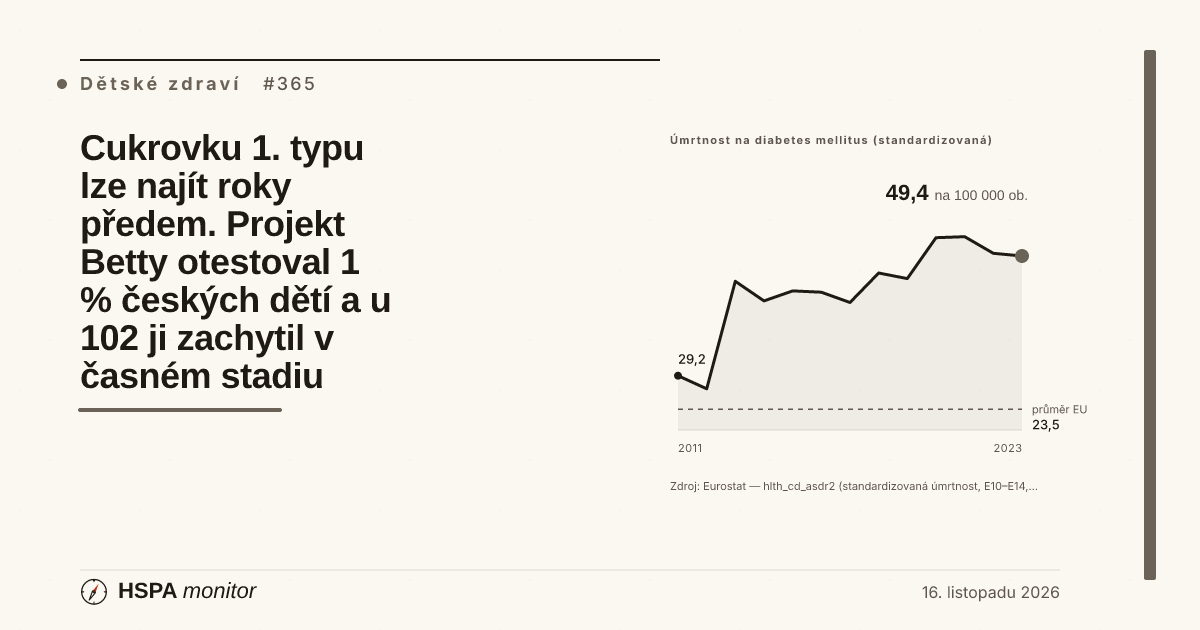 Dětské zdraví #365
Cukrovku 1. typu
lze najít roky
předem. Projekt
Betty otestoval 1
% českých dětí a u
102 ji zachytil v
časném stadiu
Úmrtnost na diabetes mellitus (standardizovaná)
49,4 na 100 000 ob.
29,2
průměr EU
23,5
2011 2023
Zdroj: Eurostat — hlth_cd_asdr2 (standardizovaná úmrtnost, E10–E14,...
HSPA monitor
16. listopadu 2026